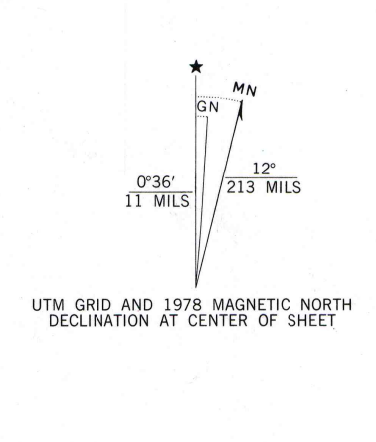 ★
MN
GN
0°36′
11 MILS
12°
213 MILS
UTM GRID AND 1978 MAGNETIC NORTH
DECLINATION AT CENTER OF SHEET